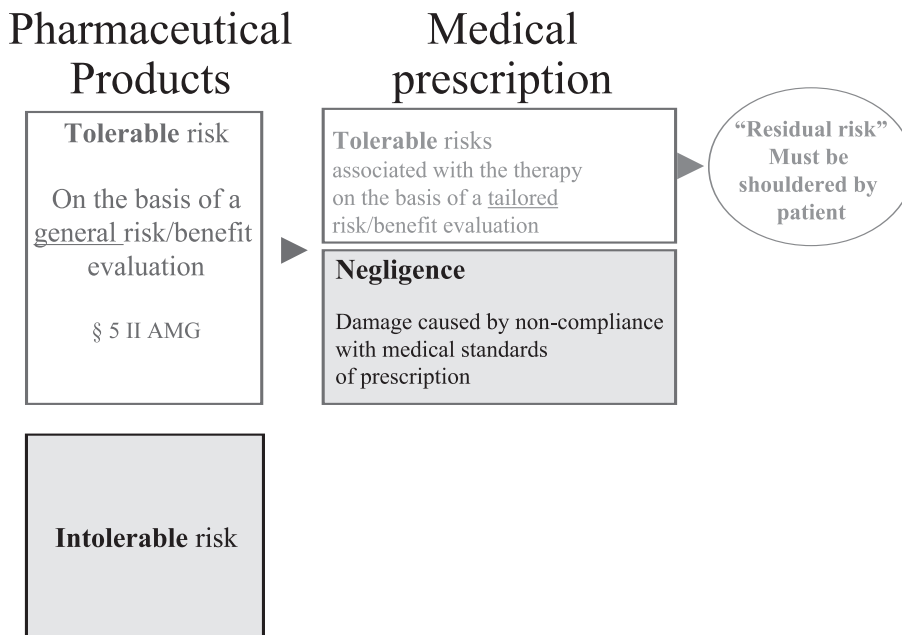 Pharmaceutical
Products
Medical
prescription
Tolerable risk
On the basis of a
general risk/benefit
evaluation
§ 5 II AMG
Tolerable risks
associated with the therapy
on the basis of a tailored
risk/benefit evaluation
“Residual risk”
Must be
shouldered by
patient
Negligence
Damage caused by non-compliance
with medical standards
of prescription
Intolerable risk